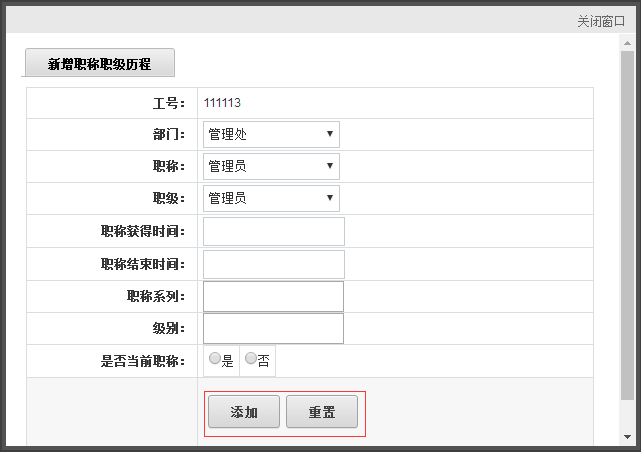 关闭窗口
新增职称职级历程
工号： 111113
部门： 管理处
职称： 管理员
职级： 管理员
职称获得时间：
职称结束时间：
职称系列：
级别：
是否当前职称： 是 否
添加 重置